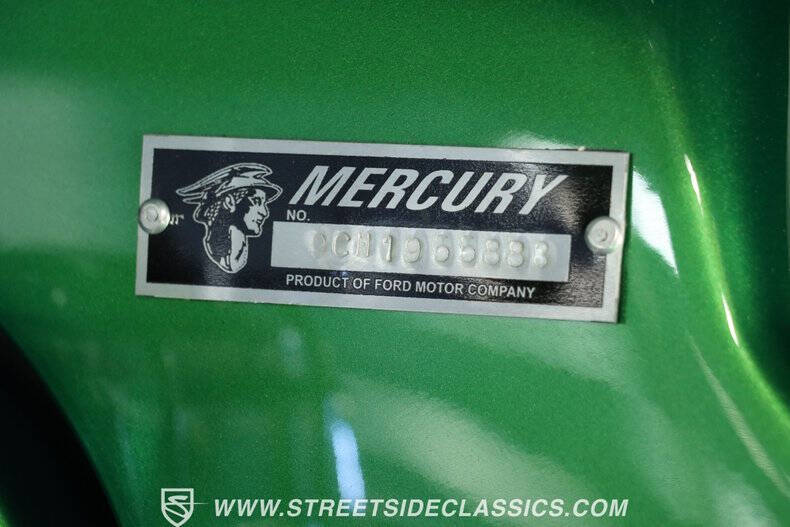 MERCURY
NO.
PRODUCT OF FORD MOTOR COMPANY
WWW.STREETSIDECLASSICS.COM